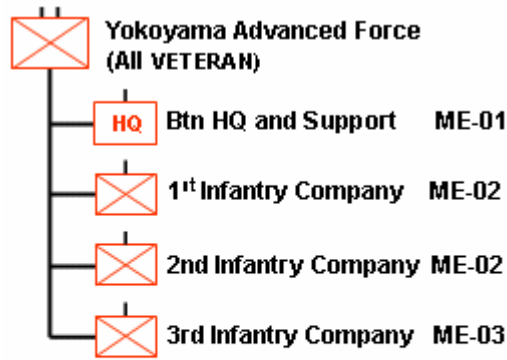 Yokoyama Advanced Force
(All VETERAN)
HQ Btn HQ and Support ME-01
1st Infantry Company ME-02
2nd Infantry Company ME-02
3rd Infantry Company ME-03